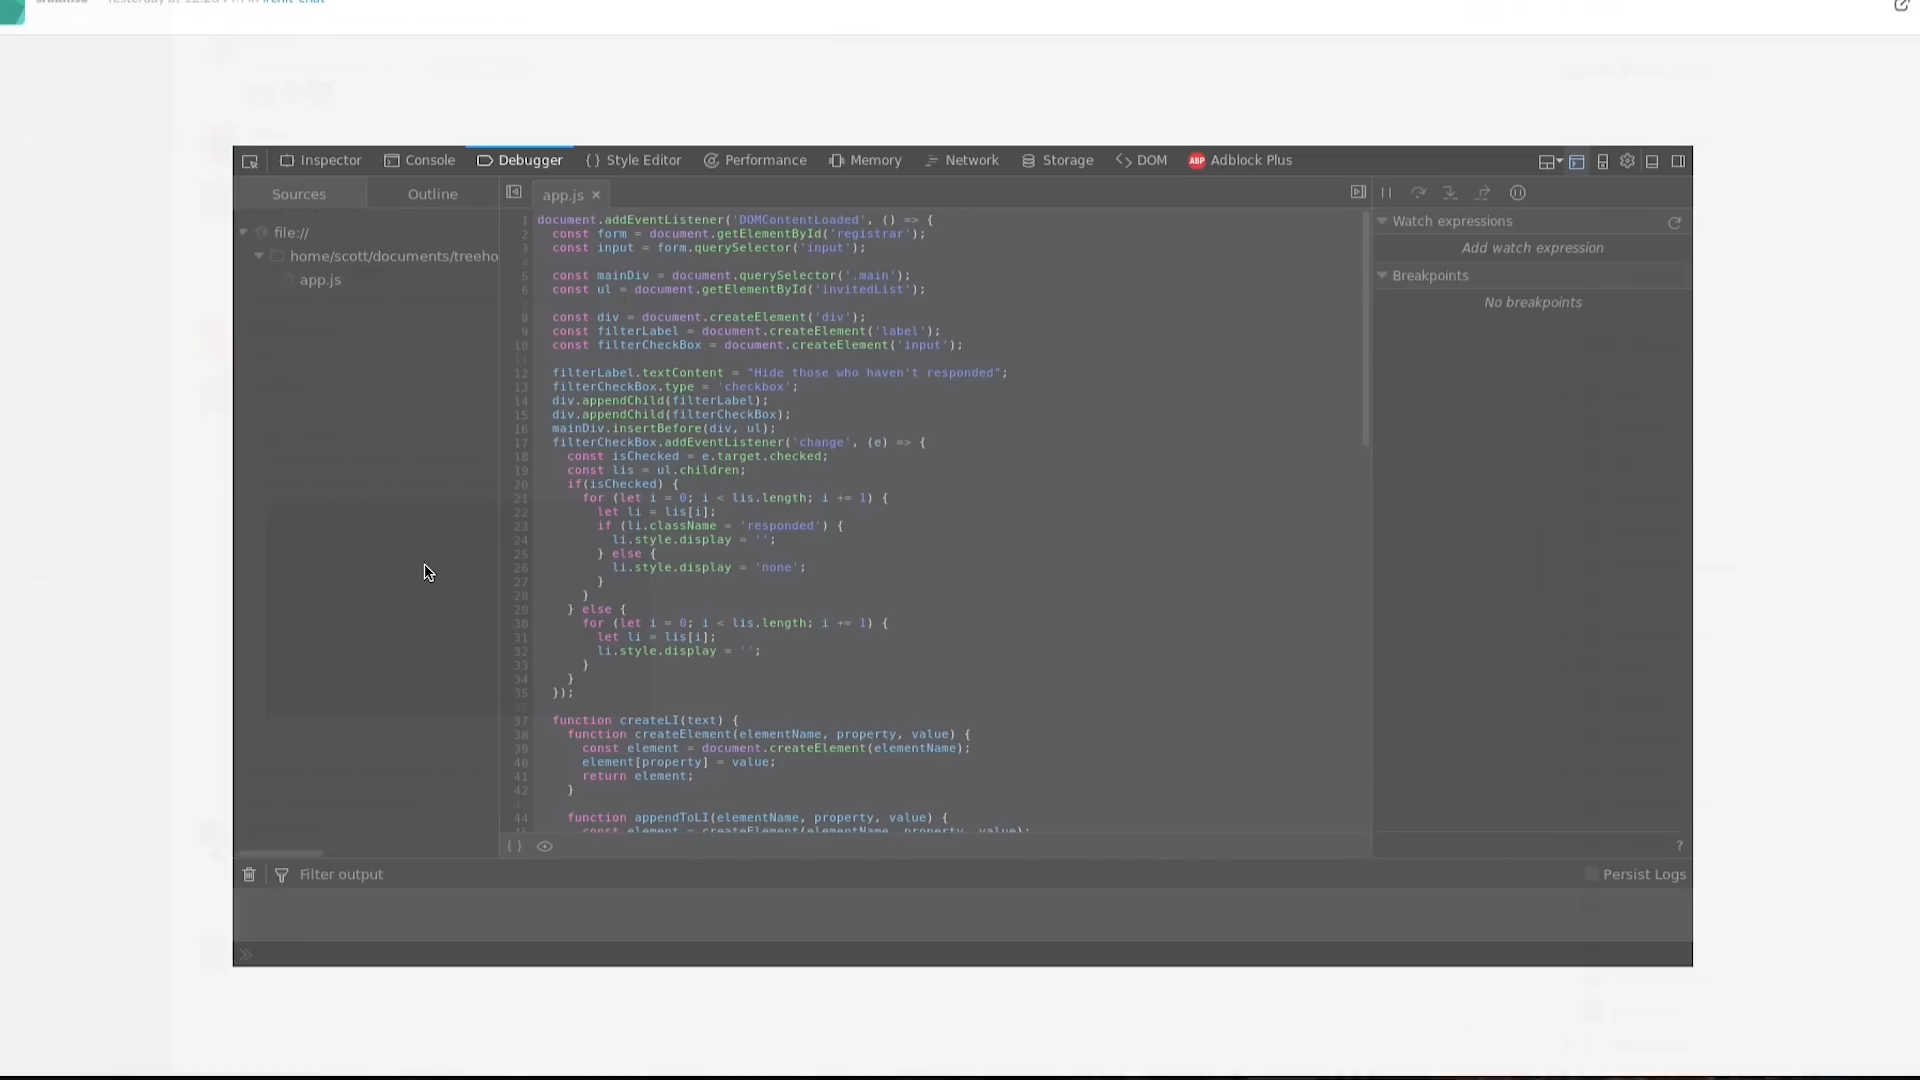 Inspector Console Debugger { } Style Editor Performance Memory Network Storage DOM ABP Adblock Plus
Sources Outline
app.js ×
file://
home/scott/documents/treeho
app.js
1 document.addEventListener('DOMContentLoaded', () => {
2 const form = document.getElementById('registrar');
3 const input = form.querySelector('input');
4
5 const mainDiv = document.querySelector('.main');
6 const ul = document.getElementById('invitedList');
8 const div = document.createElement('div');
9 const filterLabel = document.createElement('label');
10 const filterCheckBox = document.createElement('input');
11
12 filterLabel.textContent = "Hide those who haven't responded";
13 filterCheckBox.type = 'checkbox';
14 div.appendChild(filterLabel);
15 div.appendChild(filterCheckBox);
16 mainDiv.insertBefore(div, ul);
17 filterCheckBox.addEventListener('change', (e) => {
18 const isChecked = e.target.checked;
19 const lis = ul.children;
20 if(isChecked) {
21 for (let i = 0; i < lis.length; i += 1) {
22 let li = lis[i];
23 if (li.className = 'responded') {
24 li.style.display = '';
25 } else {
26 li.style.display = 'none';
27 }
28 }
29 } else {
30 for (let i = 0; i < lis.length; i += 1) {
31 let li = lis[i];
32 li.style.display = '';
33 }
34 }
35 });
37 function createLI(text) {
38 function createElement(elementName, property, value) {
39 const element = document.createElement(elementName);
40 element[property] = value;
41 return element;
42 }
44 function appendToLI(elementName, property, value) {
45 const element = createElement(elementName, property, value);
{ }
Watch expressions
Add watch expression
Breakpoints
No breakpoints
?
Filter output
Persist Logs
»